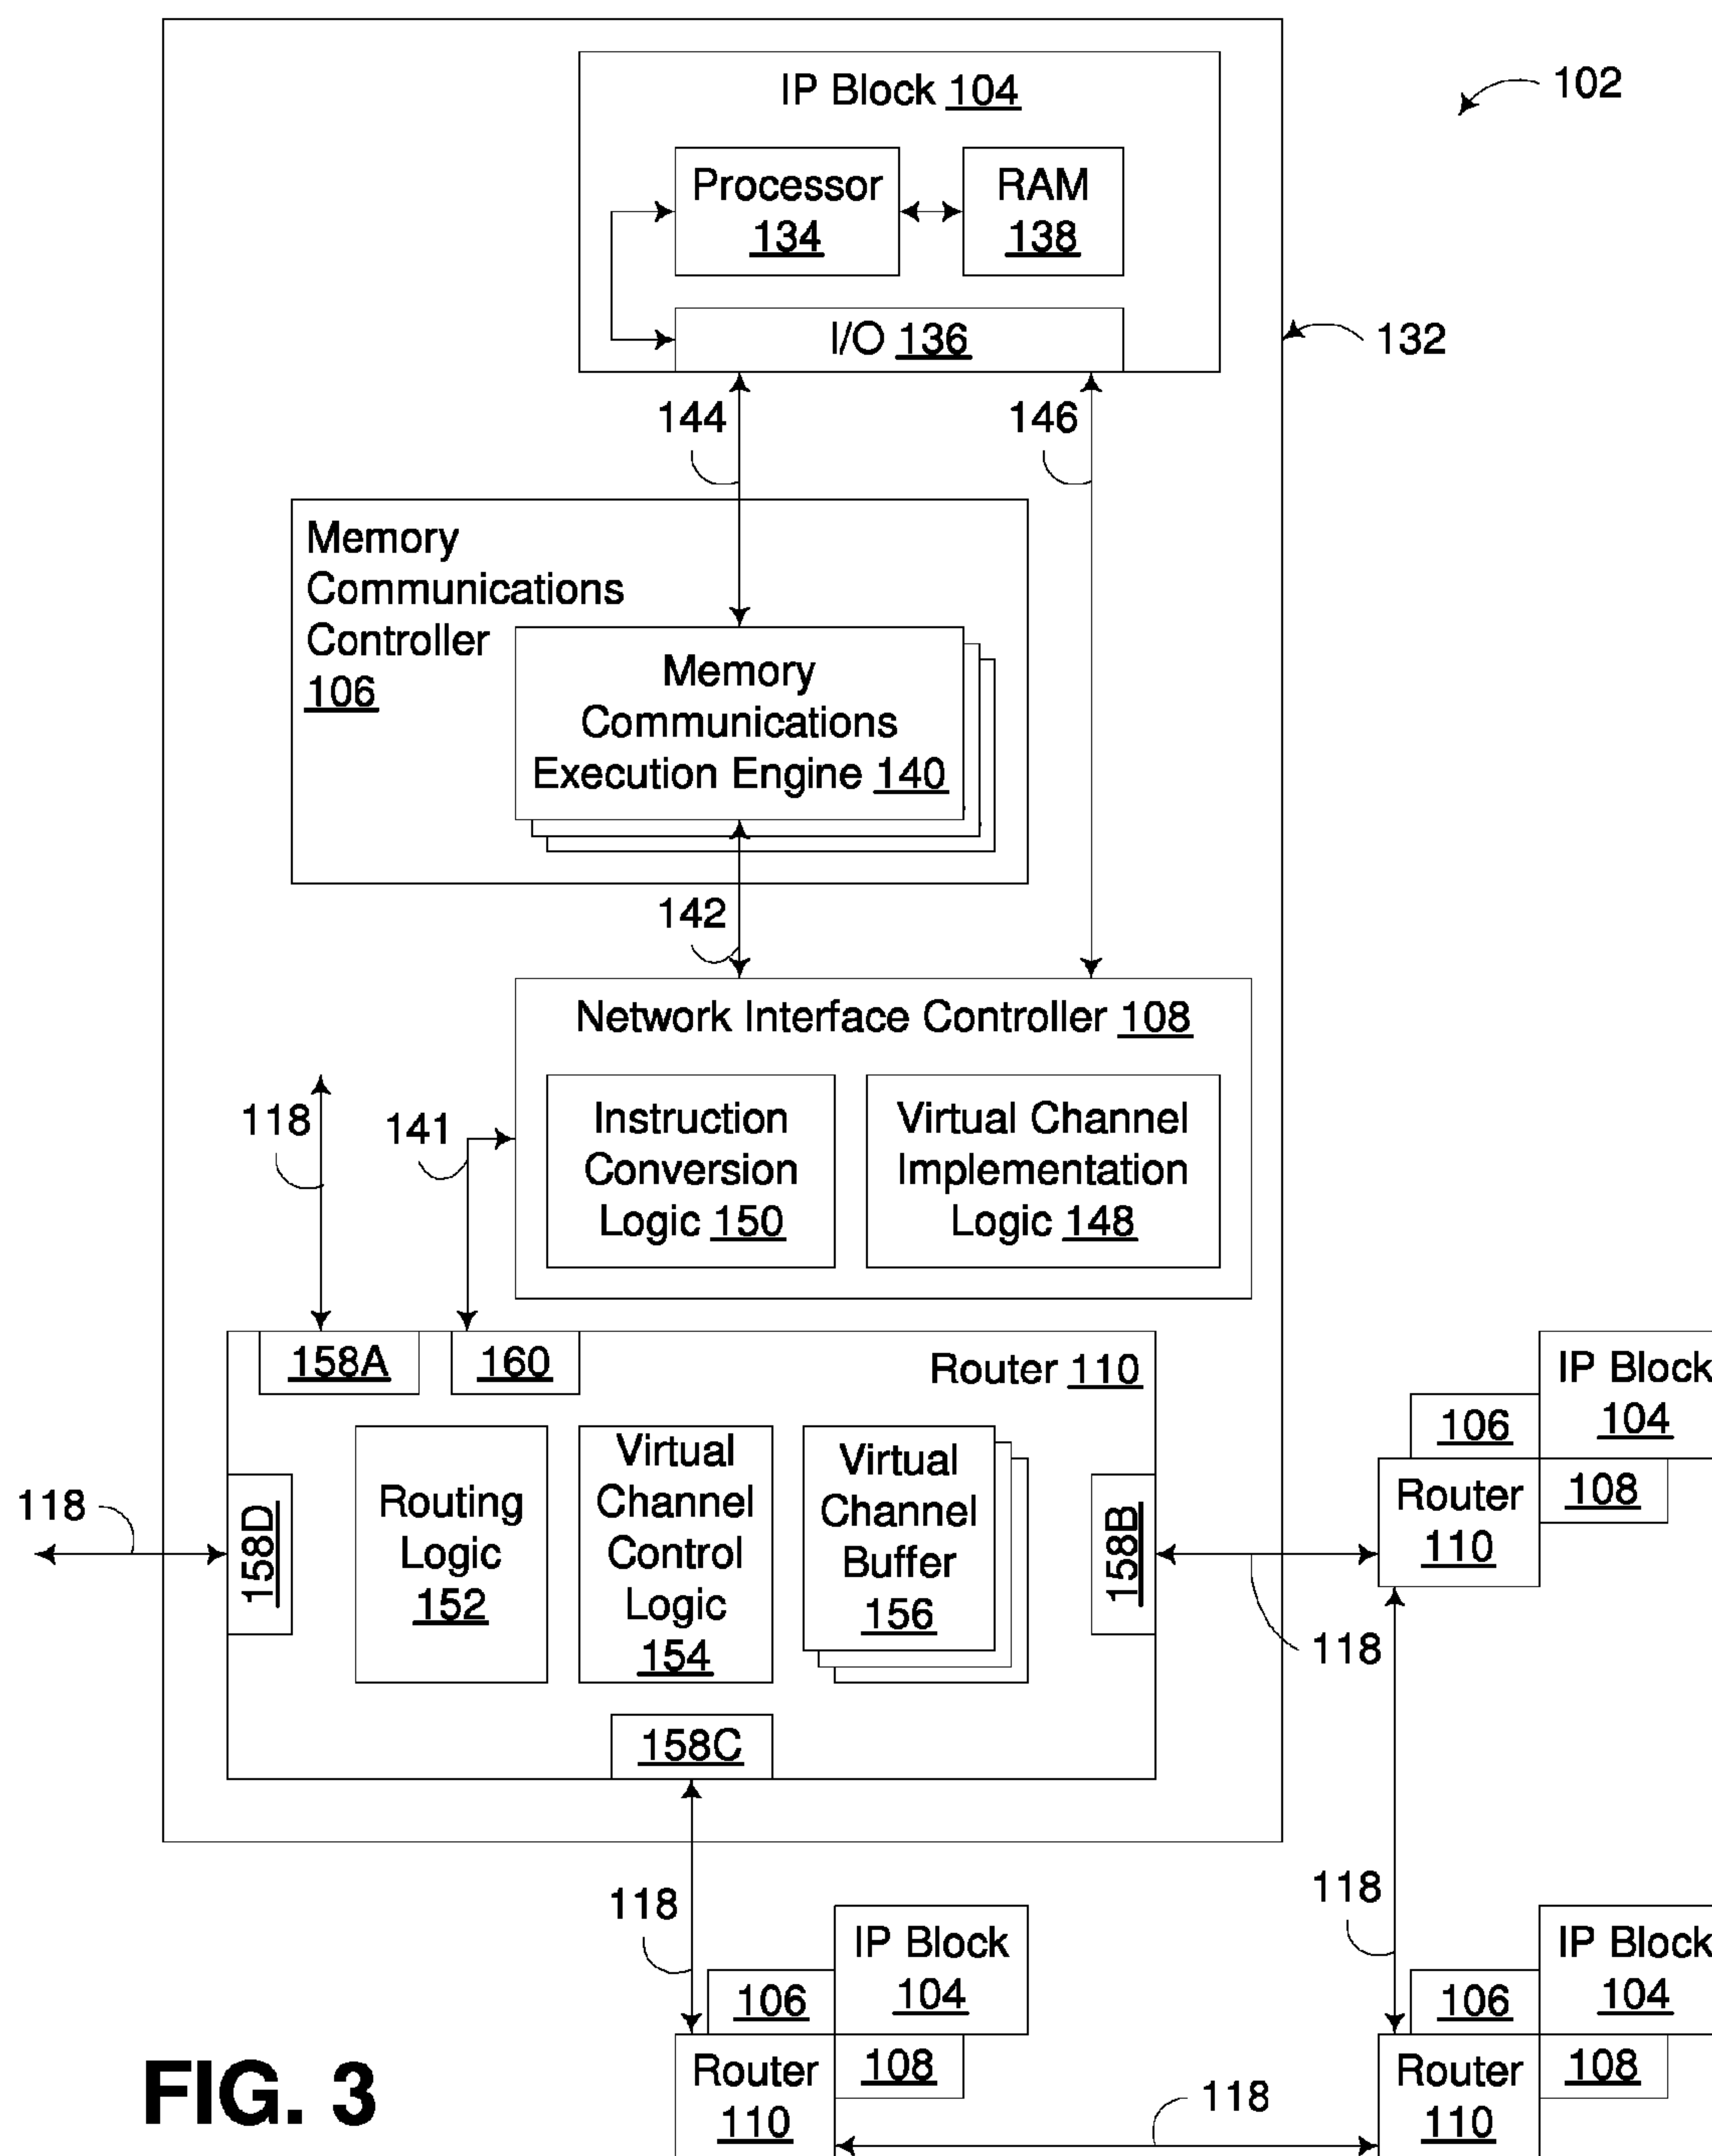 IP Block 104
102
Processor
134
RAM
138
I/O 136
132
144
146
Memory
Communications
Controller
106
Memory
Communications
Execution Engine 140
142
Network Interface Controller 108
118
141
Instruction
Conversion
Logic 150
Virtual Channel
Implementation
Logic 148
158A
160
Router 110
IP Block
104
106
Router
110
108
118
158D
Routing
Logic
152
Virtual
Channel
Control
Logic
154
Virtual
Channel
Buffer
156
158B
118
158C
118
118
IP Block
104
106
Router
110
108
IP Block
104
106
Router
110
108
118
FIG. 3